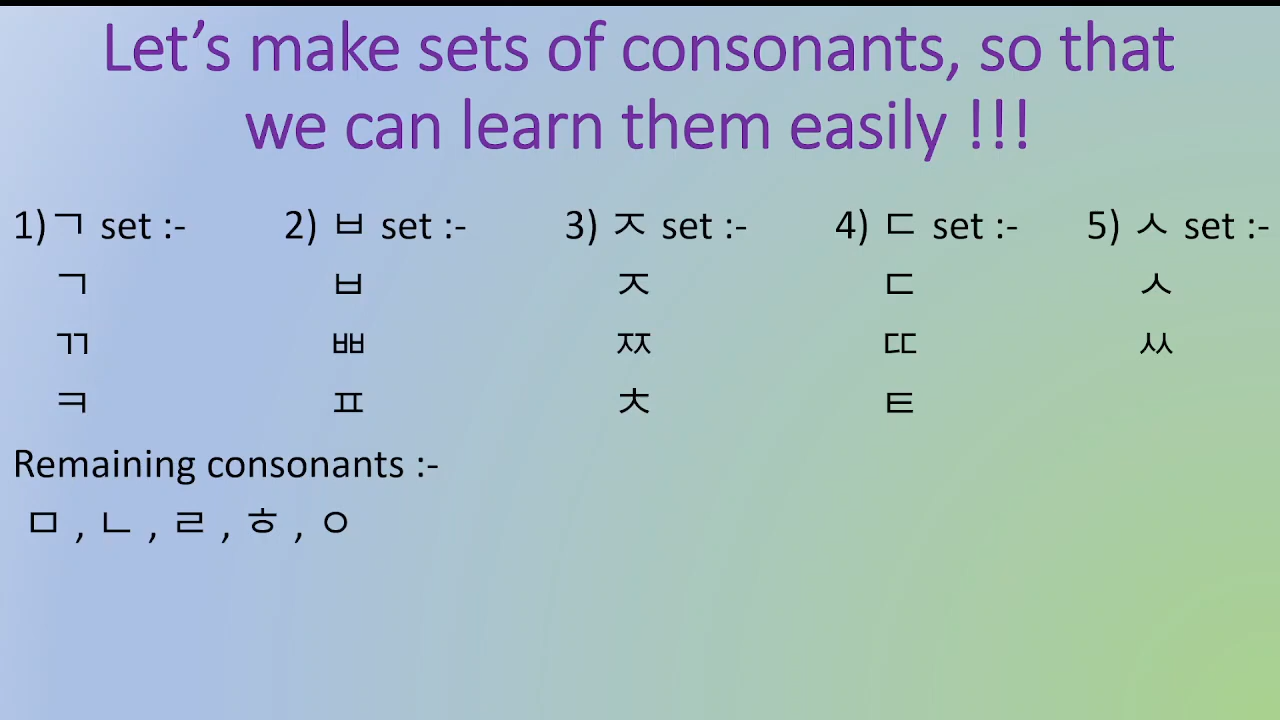 Let’s make sets of consonants, so that
we can learn them easily !!!
1)ㄱ set :- 2) ㅂ set :- 3) ㅈ set :- 4) ㄷ set :- 5) ㅅ set :-
ㄱ ㅂ ㅈ ㄷ ㅅ
ㄲ ㅃ ㅉ ㄸ ㅆ
ㅋ ㅍ ㅊ ㅌ
Remaining consonants :-
ㅁ , ㄴ , ㄹ , ㅎ , ㅇ